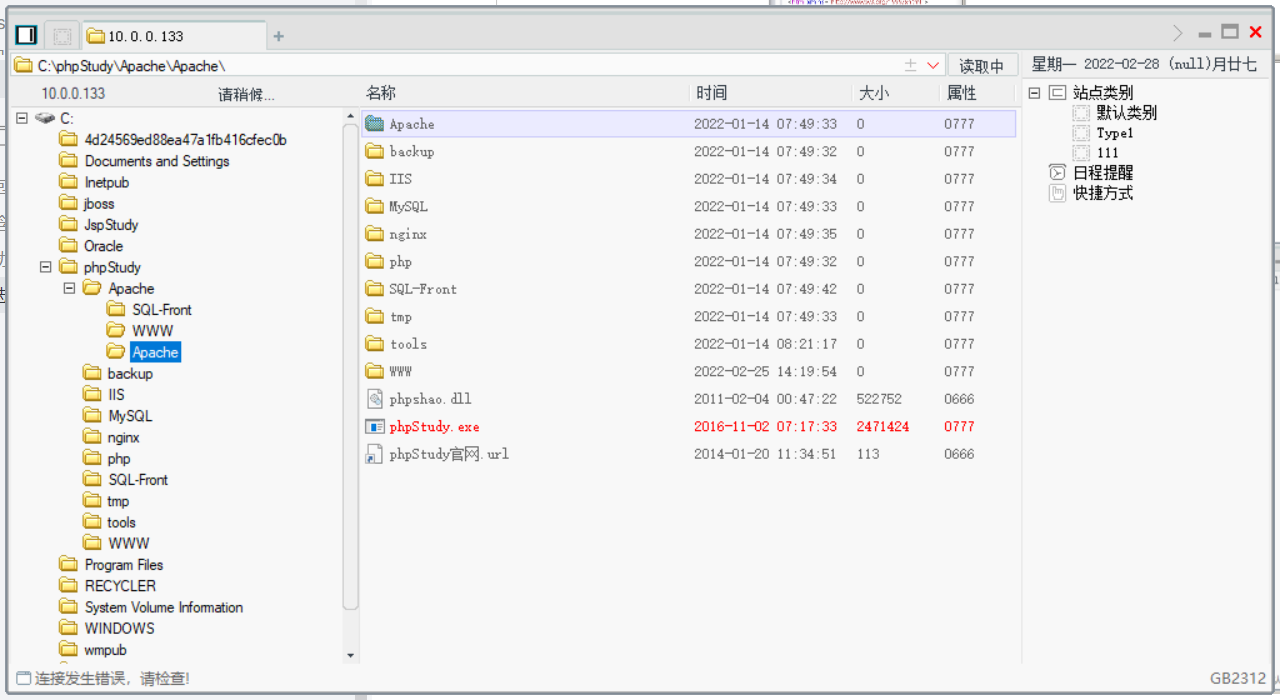 10.0.0.133
C:\phpStudy\Apache\Apache\
读取中
星期一 2022-02-28 (null)月廿七
10.0.0.133 请稍候...
名称 时间 大小 属性
C:
4d24569ed88ea47a1fb416cfec0b
Documents and Settings
Inetpub
jboss
JspStudy
Oracle
phpStudy
Apache
SQL-Front
WWW
Apache
backup
IIS
MySQL
nginx
php
SQL-Front
tmp
tools
WWW
Program Files
RECYCLER
System Volume Information
WINDOWS
wmpub
Apache 2022-01-14 07:49:33 0 0777
backup 2022-01-14 07:49:32 0 0777
IIS 2022-01-14 07:49:34 0 0777
MySQL 2022-01-14 07:49:33 0 0777
nginx 2022-01-14 07:49:35 0 0777
php 2022-01-14 07:49:32 0 0777
SQL-Front 2022-01-14 07:49:42 0 0777
tmp 2022-01-14 07:49:33 0 0777
tools 2022-01-14 08:21:17 0 0777
WWW 2022-02-25 14:19:54 0 0777
phpshao.dll 2011-02-04 00:47:22 522752 0666
phpStudy.exe 2016-11-02 07:17:33 2471424 0777
phpStudy官网.url 2014-01-20 11:34:51 113 0666
站点类别
默认类别
Type1
111
日程提醒
快捷方式
连接发生错误，请检查!
GB2312